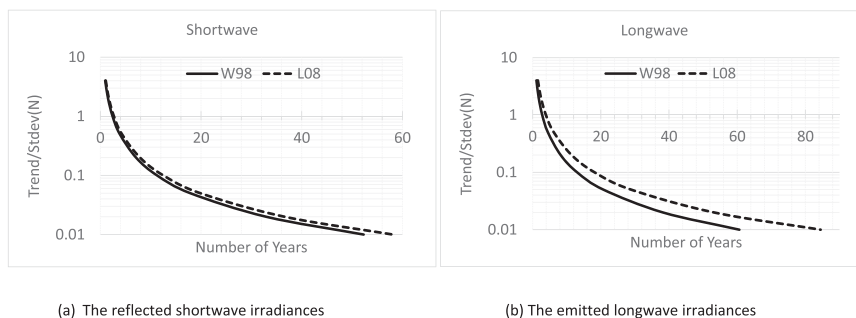 Shortwave
10
W98 L08
1
0 20 40 60
0.1
0.01
Trend/Stdev(N)
Number of Years
Longwave
10
W98 L08
1
0 20 40 60 80
0.1
0.01
Trend/Stdev(N)
Number of Years
(a) The reflected shortwave irradiances
(b) The emitted longwave irradiances